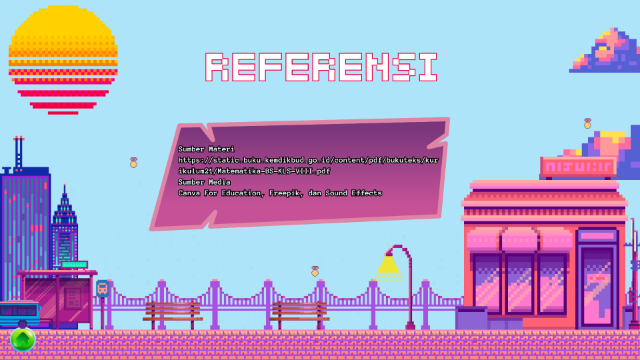 REFERENSI
Sumber Materi
https://static.buku.kemdikbud.go.id/content/pdf/bukuteks/kur
ikulum21/Matematika-BS-KLS-VIII.pdf
Sumber Media
Canva For Education, Freepik, dan Sound Effects